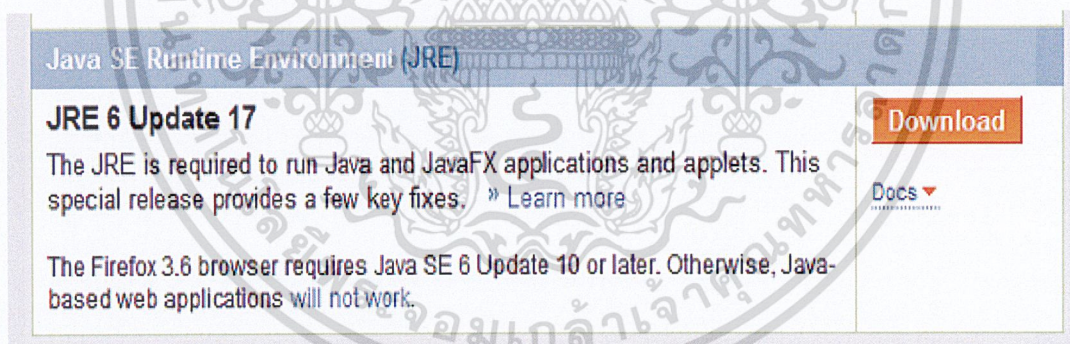 Java SE Runtime Environment (JRE)
JRE 6 Update 17
Download
The JRE is required to run Java and JavaFX applications and applets. This
special release provides a few key fixes. » Learn more
Docs
The Firefox 3.6 browser requires Java SE 6 Update 10 or later. Otherwise, Java-
based web applications will not work.